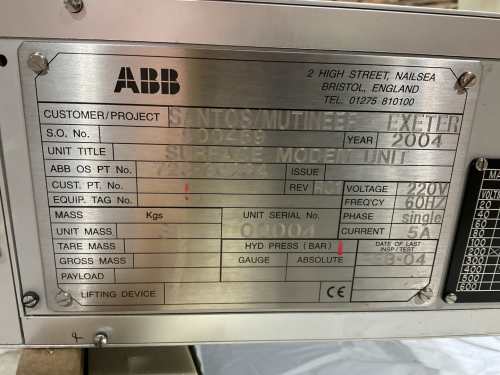 ABB
2 HIGH STREET, NAILSEA
BRISTOL, ENGLAND
TEL. 01275 810100
CUSTOMER/PROJECT SANTOS/MUTINEER EXETER
S.O. No.
YEAR 2004
UNIT TITLE SURFACE MODEM UNIT
ABB OS PT No.
ISSUE
CUST. PT. No.
REV
VOLTAGE 220V
EQUIP. TAG No.
FREQ'CY 60HZ
MASS Kgs
UNIT SERIAL No.
PHASE single
UNIT MASS
CURRENT 5A
TARE MASS
HYD PRESS (BAR)
DATE OF LAST INSP/TEST
GROSS MASS
GAUGE ABSOLUTE
PAYLOAD
LIFTING DEVICE
CE